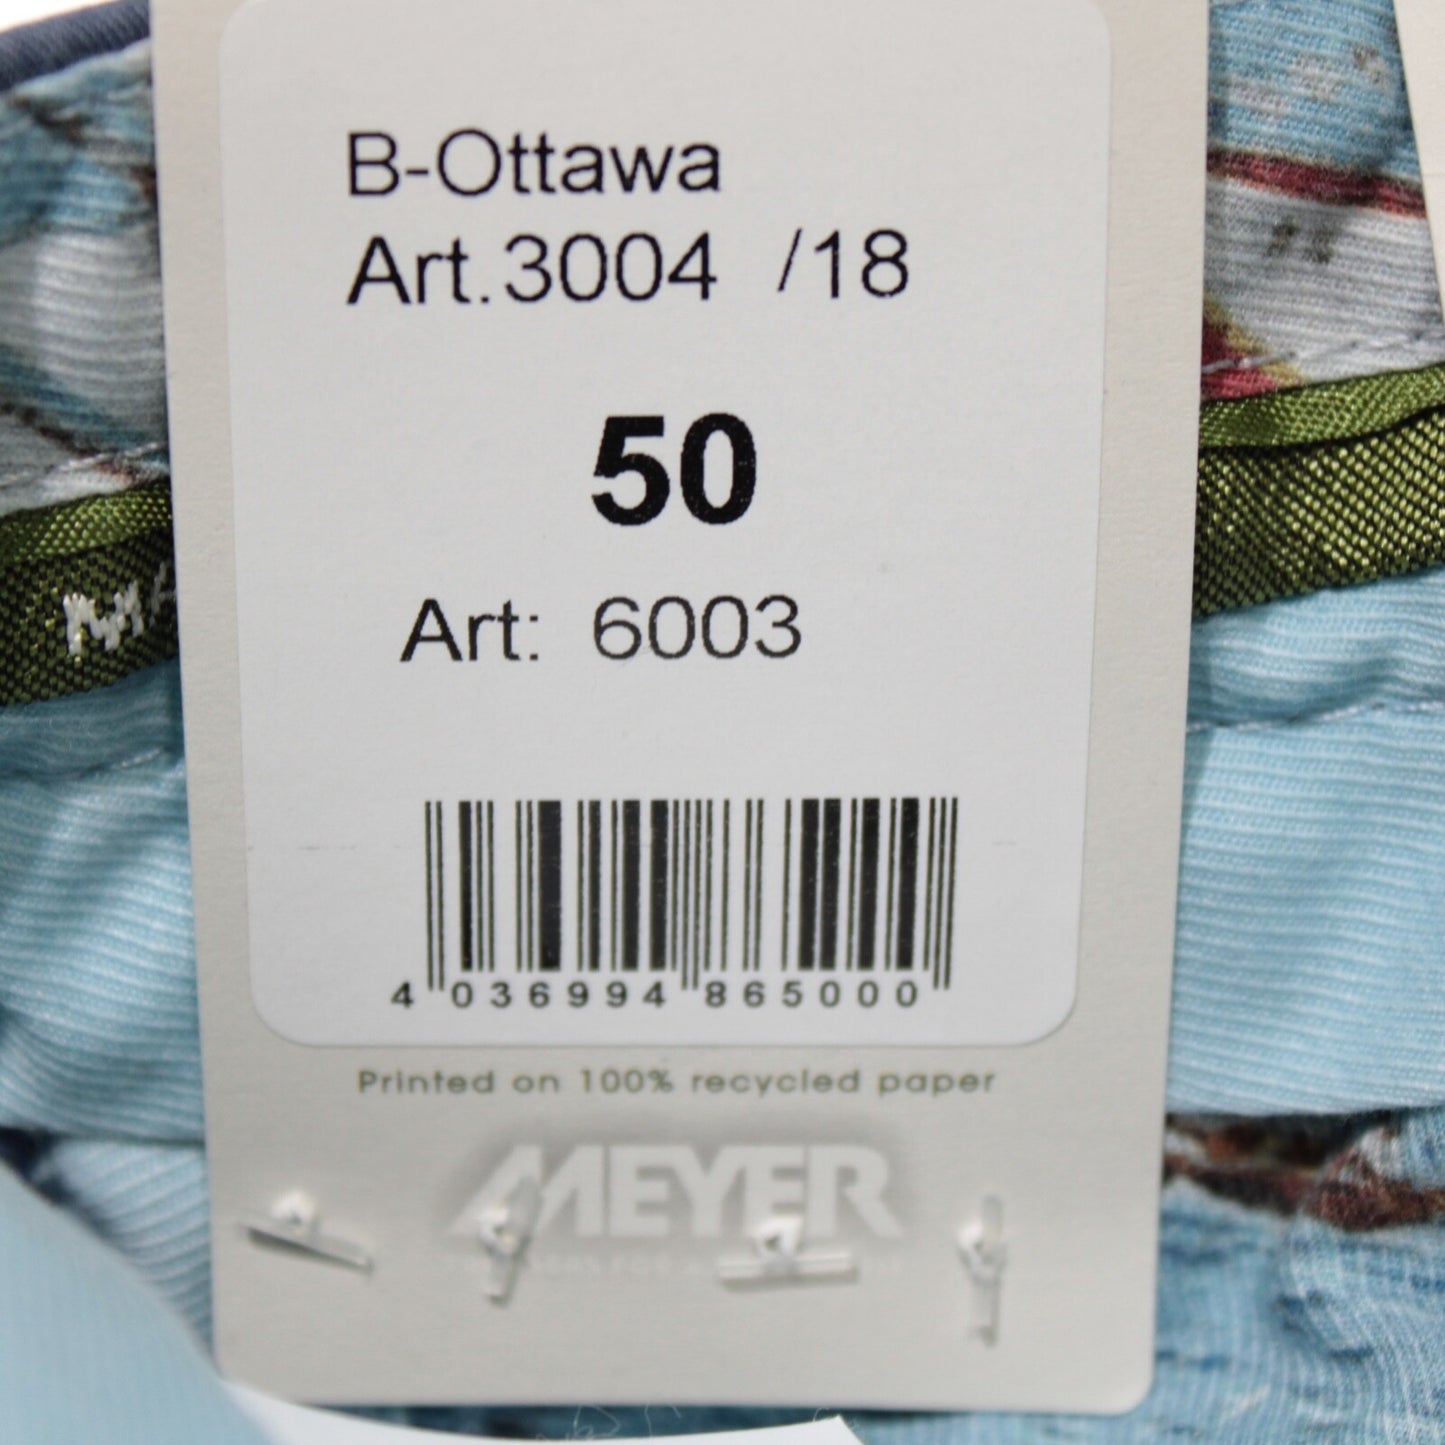 B-Ottawa
Art.3004 /18
50
Art: 6003
4 036994 865000
Printed on 100% recycled paper
MEYER